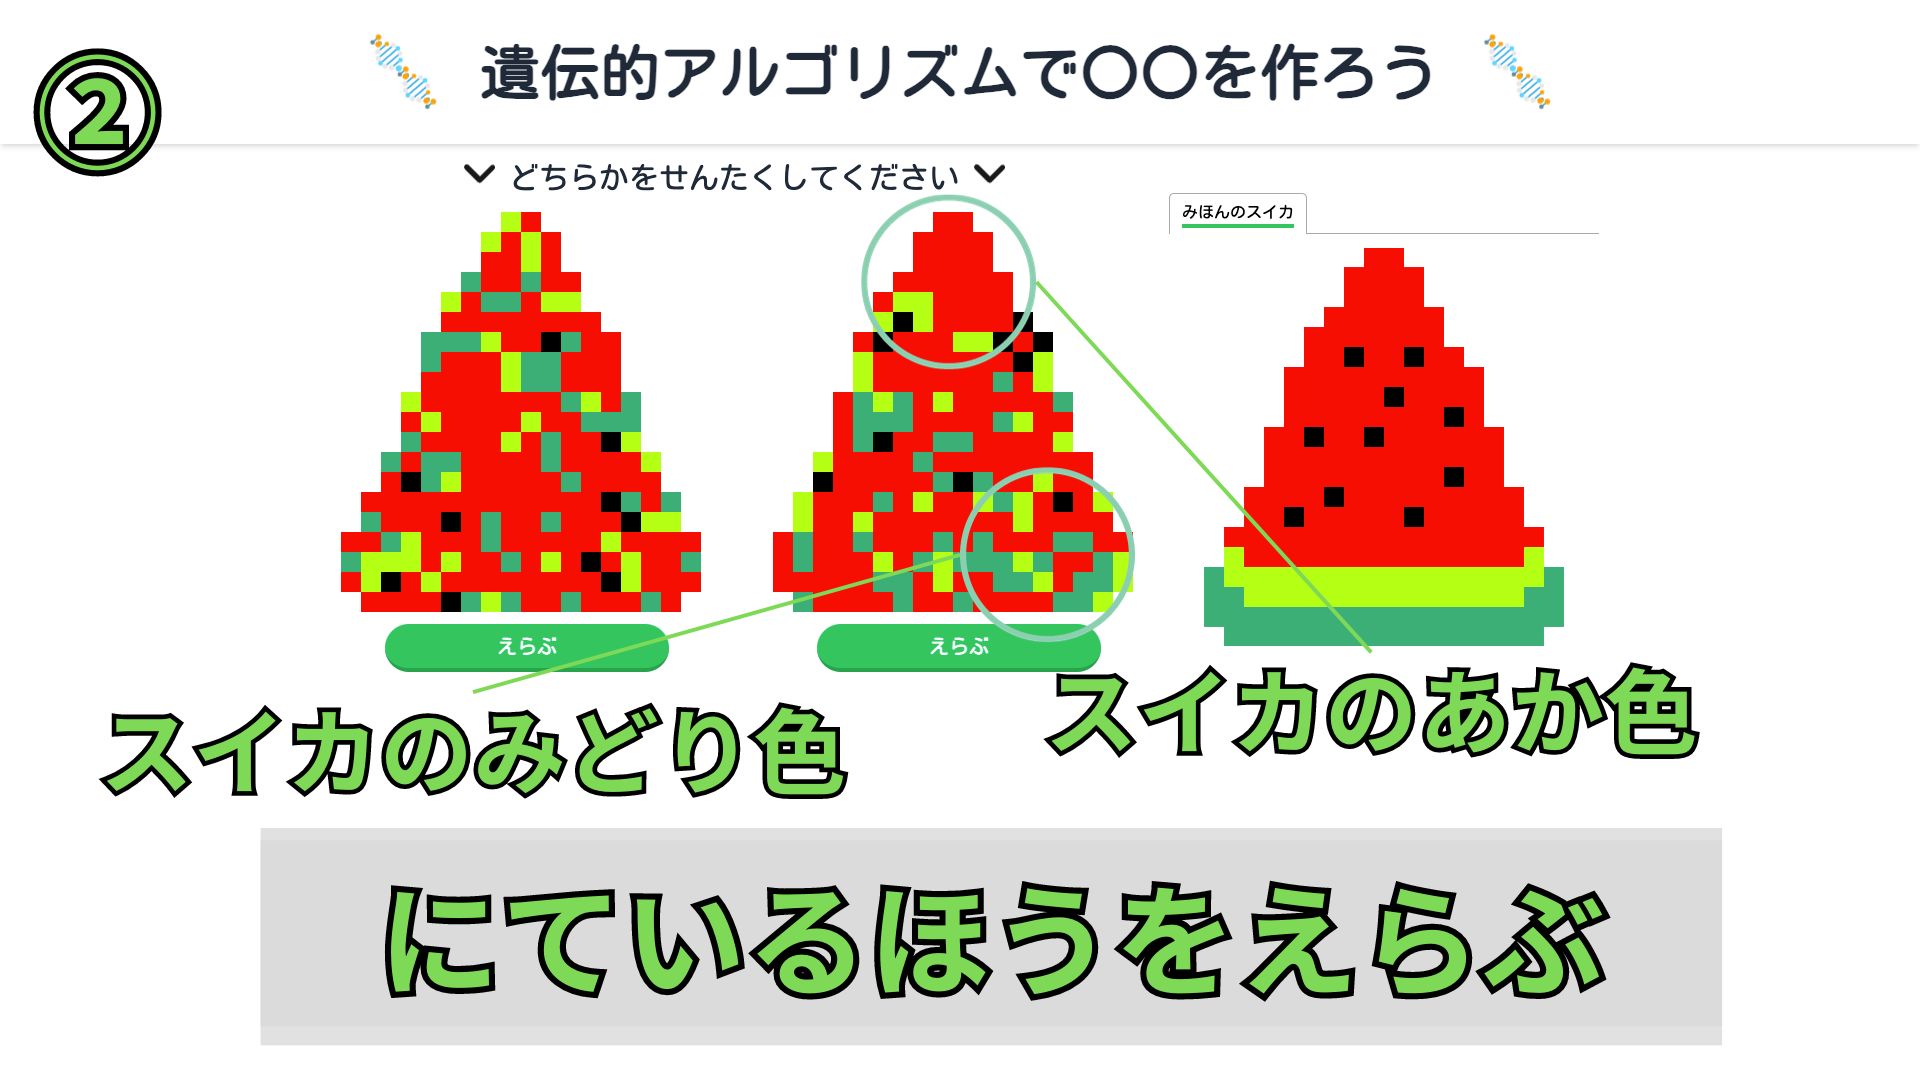 ②
遺伝的アルゴリズムで〇〇を作ろう
どちらかをせんたくしてください
みほんのスイカ
えらぶ
えらぶ
スイカのみどり色
スイカのあか色
にているほうをえらぶ